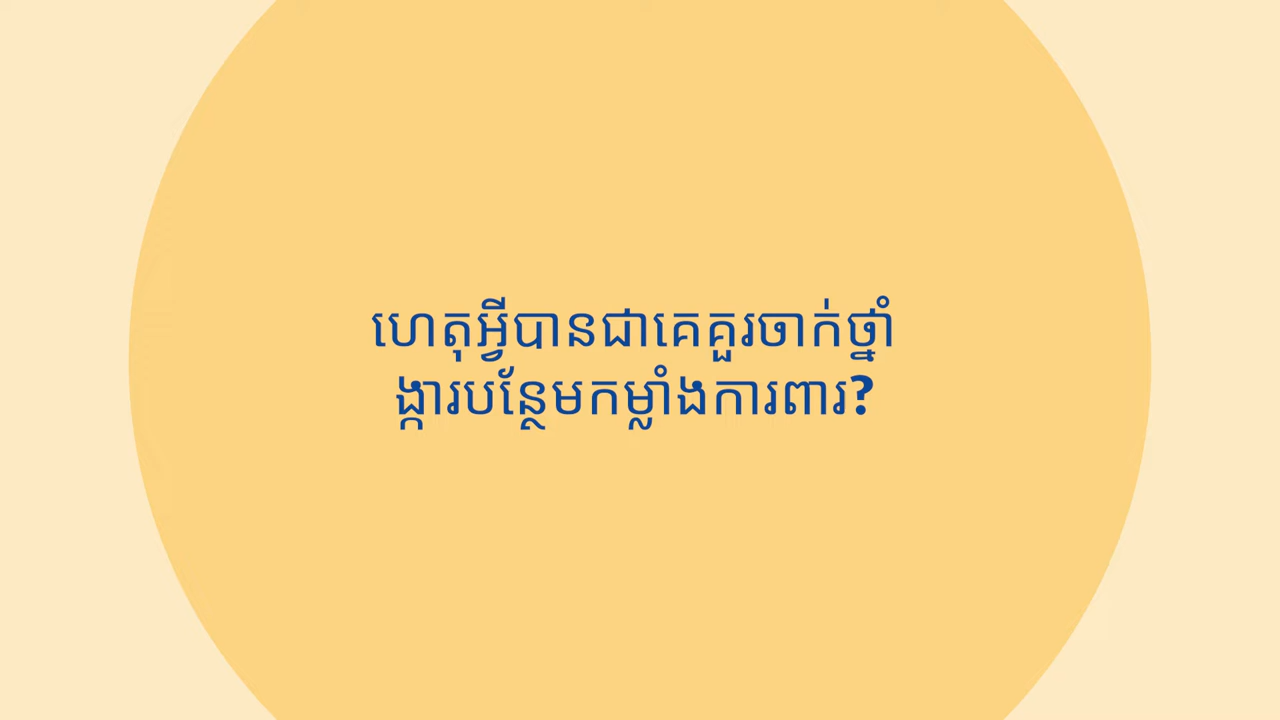 ហេតុអ្វីបានជាគេគួរចាក់ថ្នាំ
ង្ការបន្ថែមកម្លាំងការពារ?